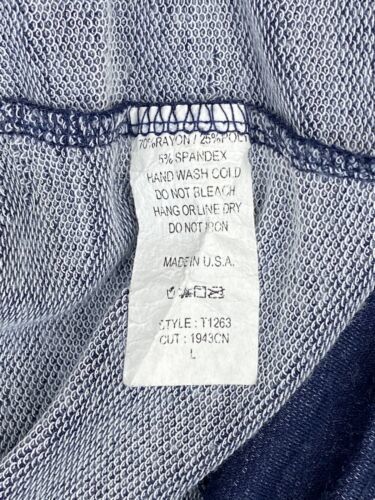 70%RAYON / 25%POLY
5% SPANDEX
HAND WASH COLD
DO NOT BLEACH
HANG OR LINE DRY
DO NOT IRON
MADE IN U.S.A.
STYLE : T1263
CUT : 1943CN
L